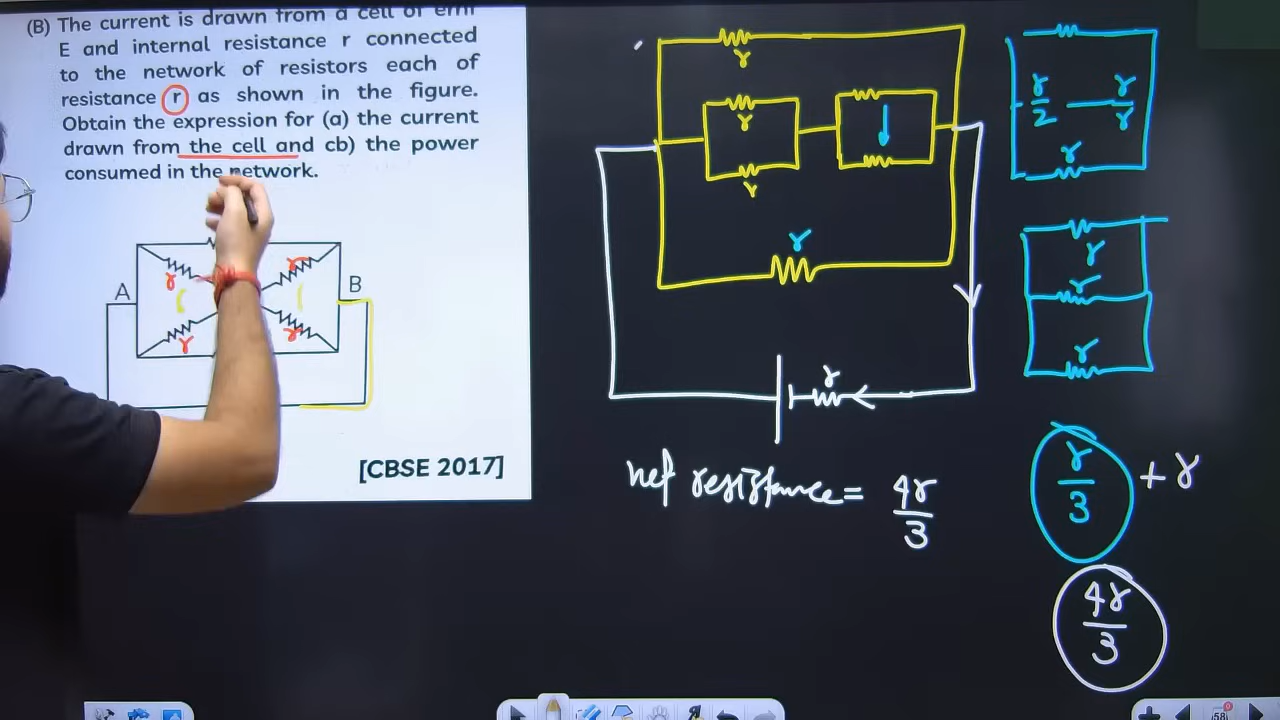 (B) The current is drawn from a cell of emf
E and internal resistance r connected
to the network of resistors each of
resistance r as shown in the figure.
Obtain the expression for (a) the current
drawn from the cell and cb) the power
consumed in the network.
A
B
r
r
r
r
[CBSE 2017]
r
r
r
r
r
net resistance = 4r/3
r/2
r/r
r
r
r
r
r/3 + r
4r/3
58